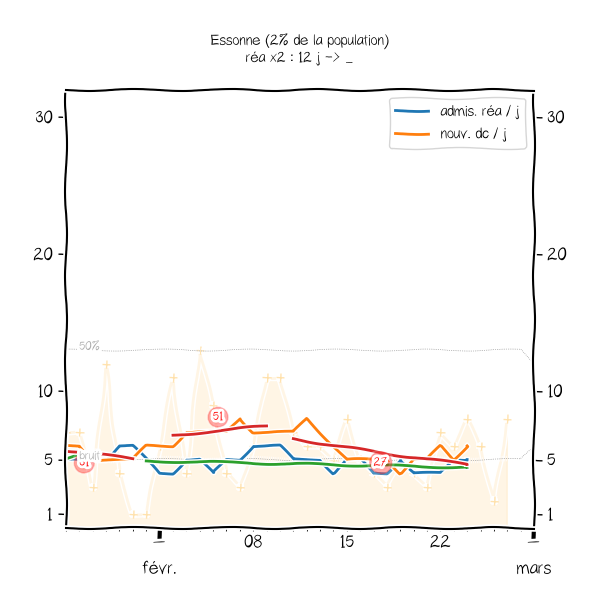 Essonne (2% de la population)
réa x2 : 12 j -> _
admis. réa / j
nouv. dc / j
30
30
20
20
50%
10
10
51
bruit
51
27
5
5
1
1
08
15
22
févr.
mars